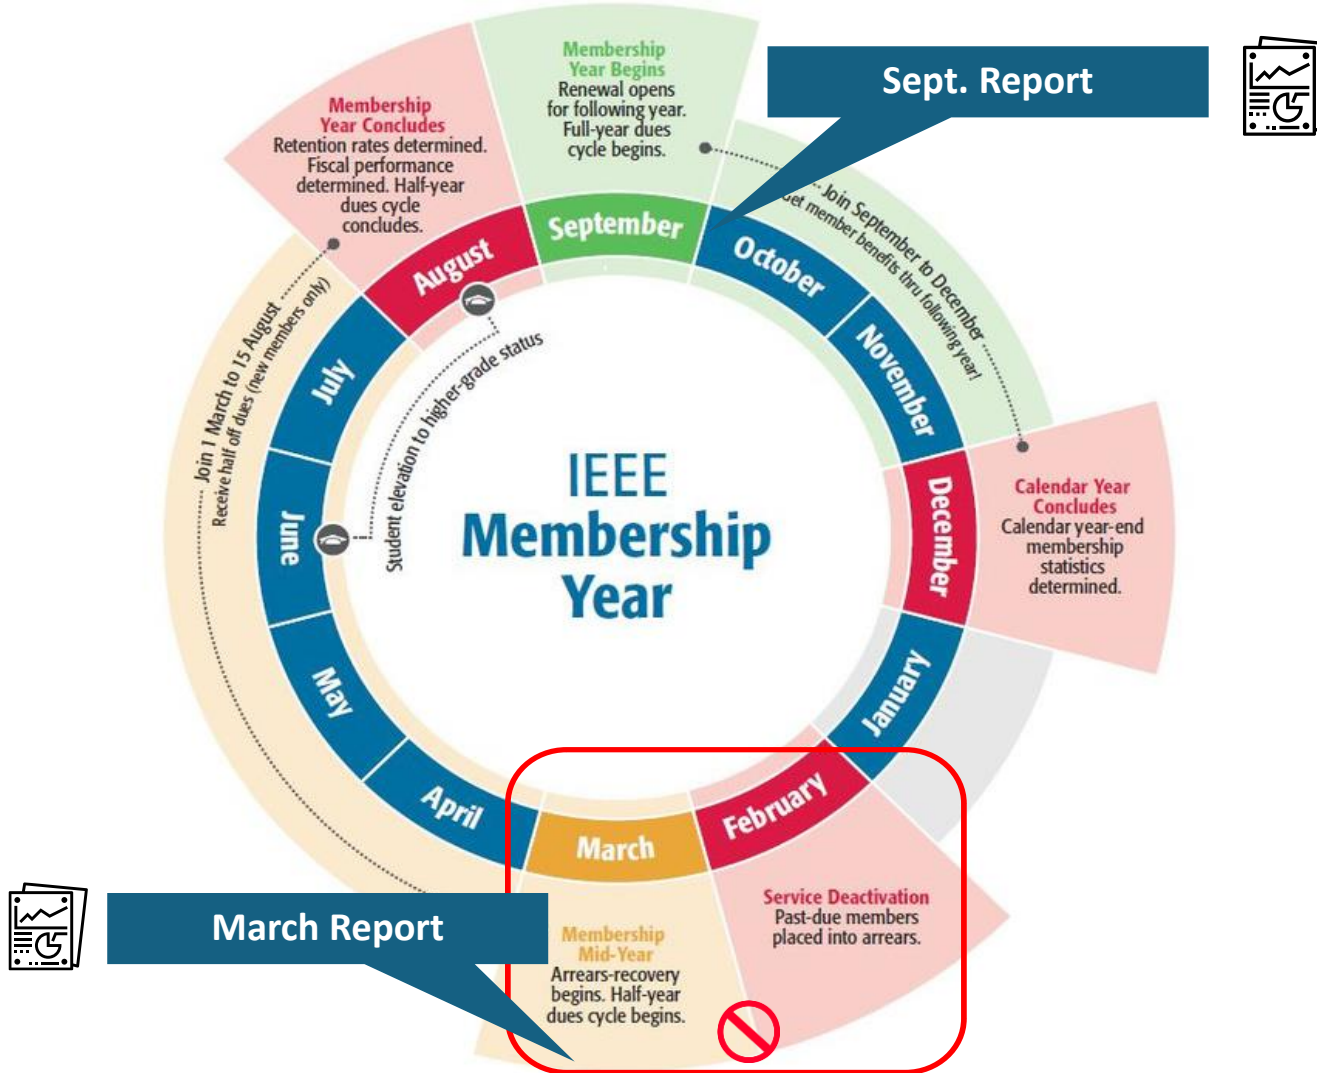 Membership
Year Begins
Renewal opens
for following year.
Full-year dues
cycle begins.
Sept. Report
Membership
Year Concludes
Retention rates determined.
Fiscal performance
determined. Half-year
dues cycle
concludes.
Join September to December
Get member benefits thru following year!
August
September
October
November
December
January
February
March
April
May
June
July
Join 1 March to 15 August
Receive half off dues (new members only)
Student elevation to higher-grade status
IEEE
Membership
Year
Calendar Year
Concludes
Calendar year-end
membership
statistics
determined.
Service Deactivation
Past-due members
placed into arrears.
March Report
Membership
Mid-Year
Arrears-recovery
begins. Half-year
dues cycle begins.